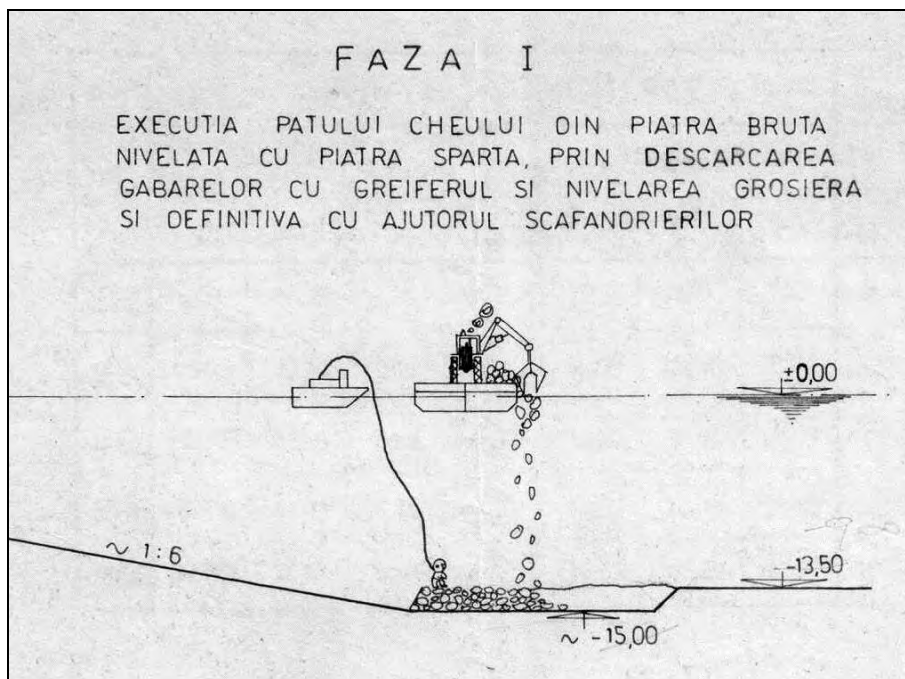 FAZA I
EXECUTIA PATULUI CHEULUI DIN PIATRA BRUTA
NIVELATA CU PIATRA SPARTA, PRIN DESCARCAREA
GABARELOR CU GREIFERUL SI NIVELAREA GROSIERA
SI DEFINITIVA CU AJUTORUL SCAFANDRIERILOR
±0,00
~ 1:6
-13,50
~ -15,00